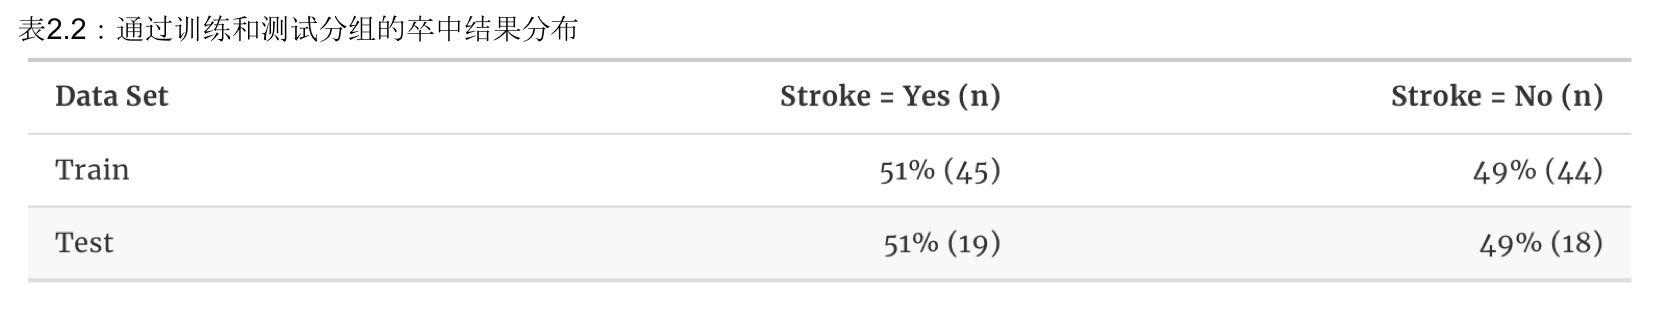 表2.2：通过训练和测试分组的卒中结果分布
Data Set Stroke = Yes (n) Stroke = No (n)
Train 51% (45) 49% (44)
Test 51% (19) 49% (18)